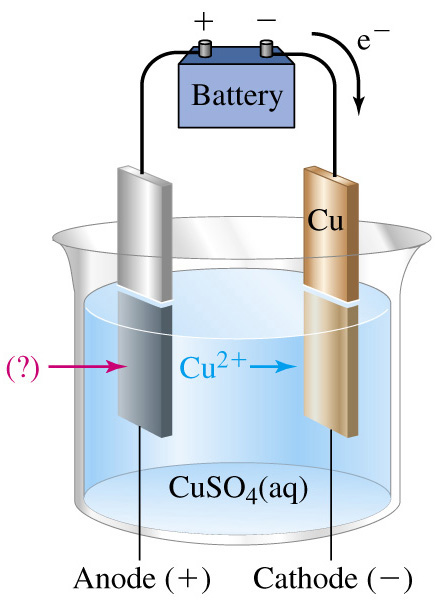 + −
e⁻
Battery
Cu
(?)
Cu²⁺
CuSO₄(aq)
Anode (+) Cathode (−)